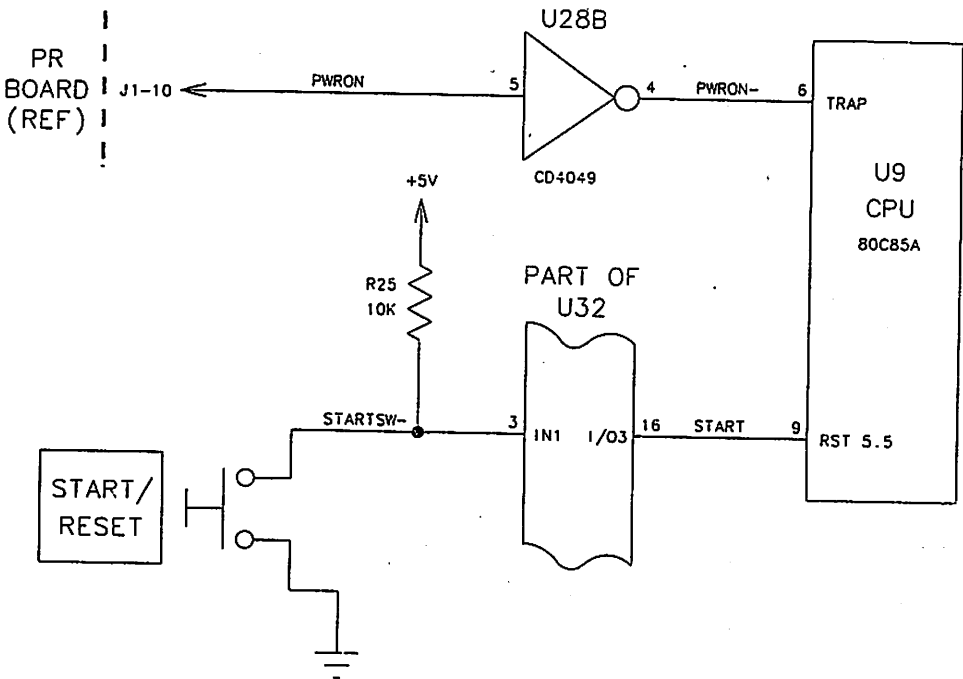 U28B
PR
BOARD
(REF)
J1-10
PWRON
5
4
PWRON-
6
TRAP
CD4049
U9
CPU
80C85A
+5V
R25
10K
PART OF
U32
STARTSW-
3
IN1
I/O3
16
START
9
RST 5.5
START/
RESET